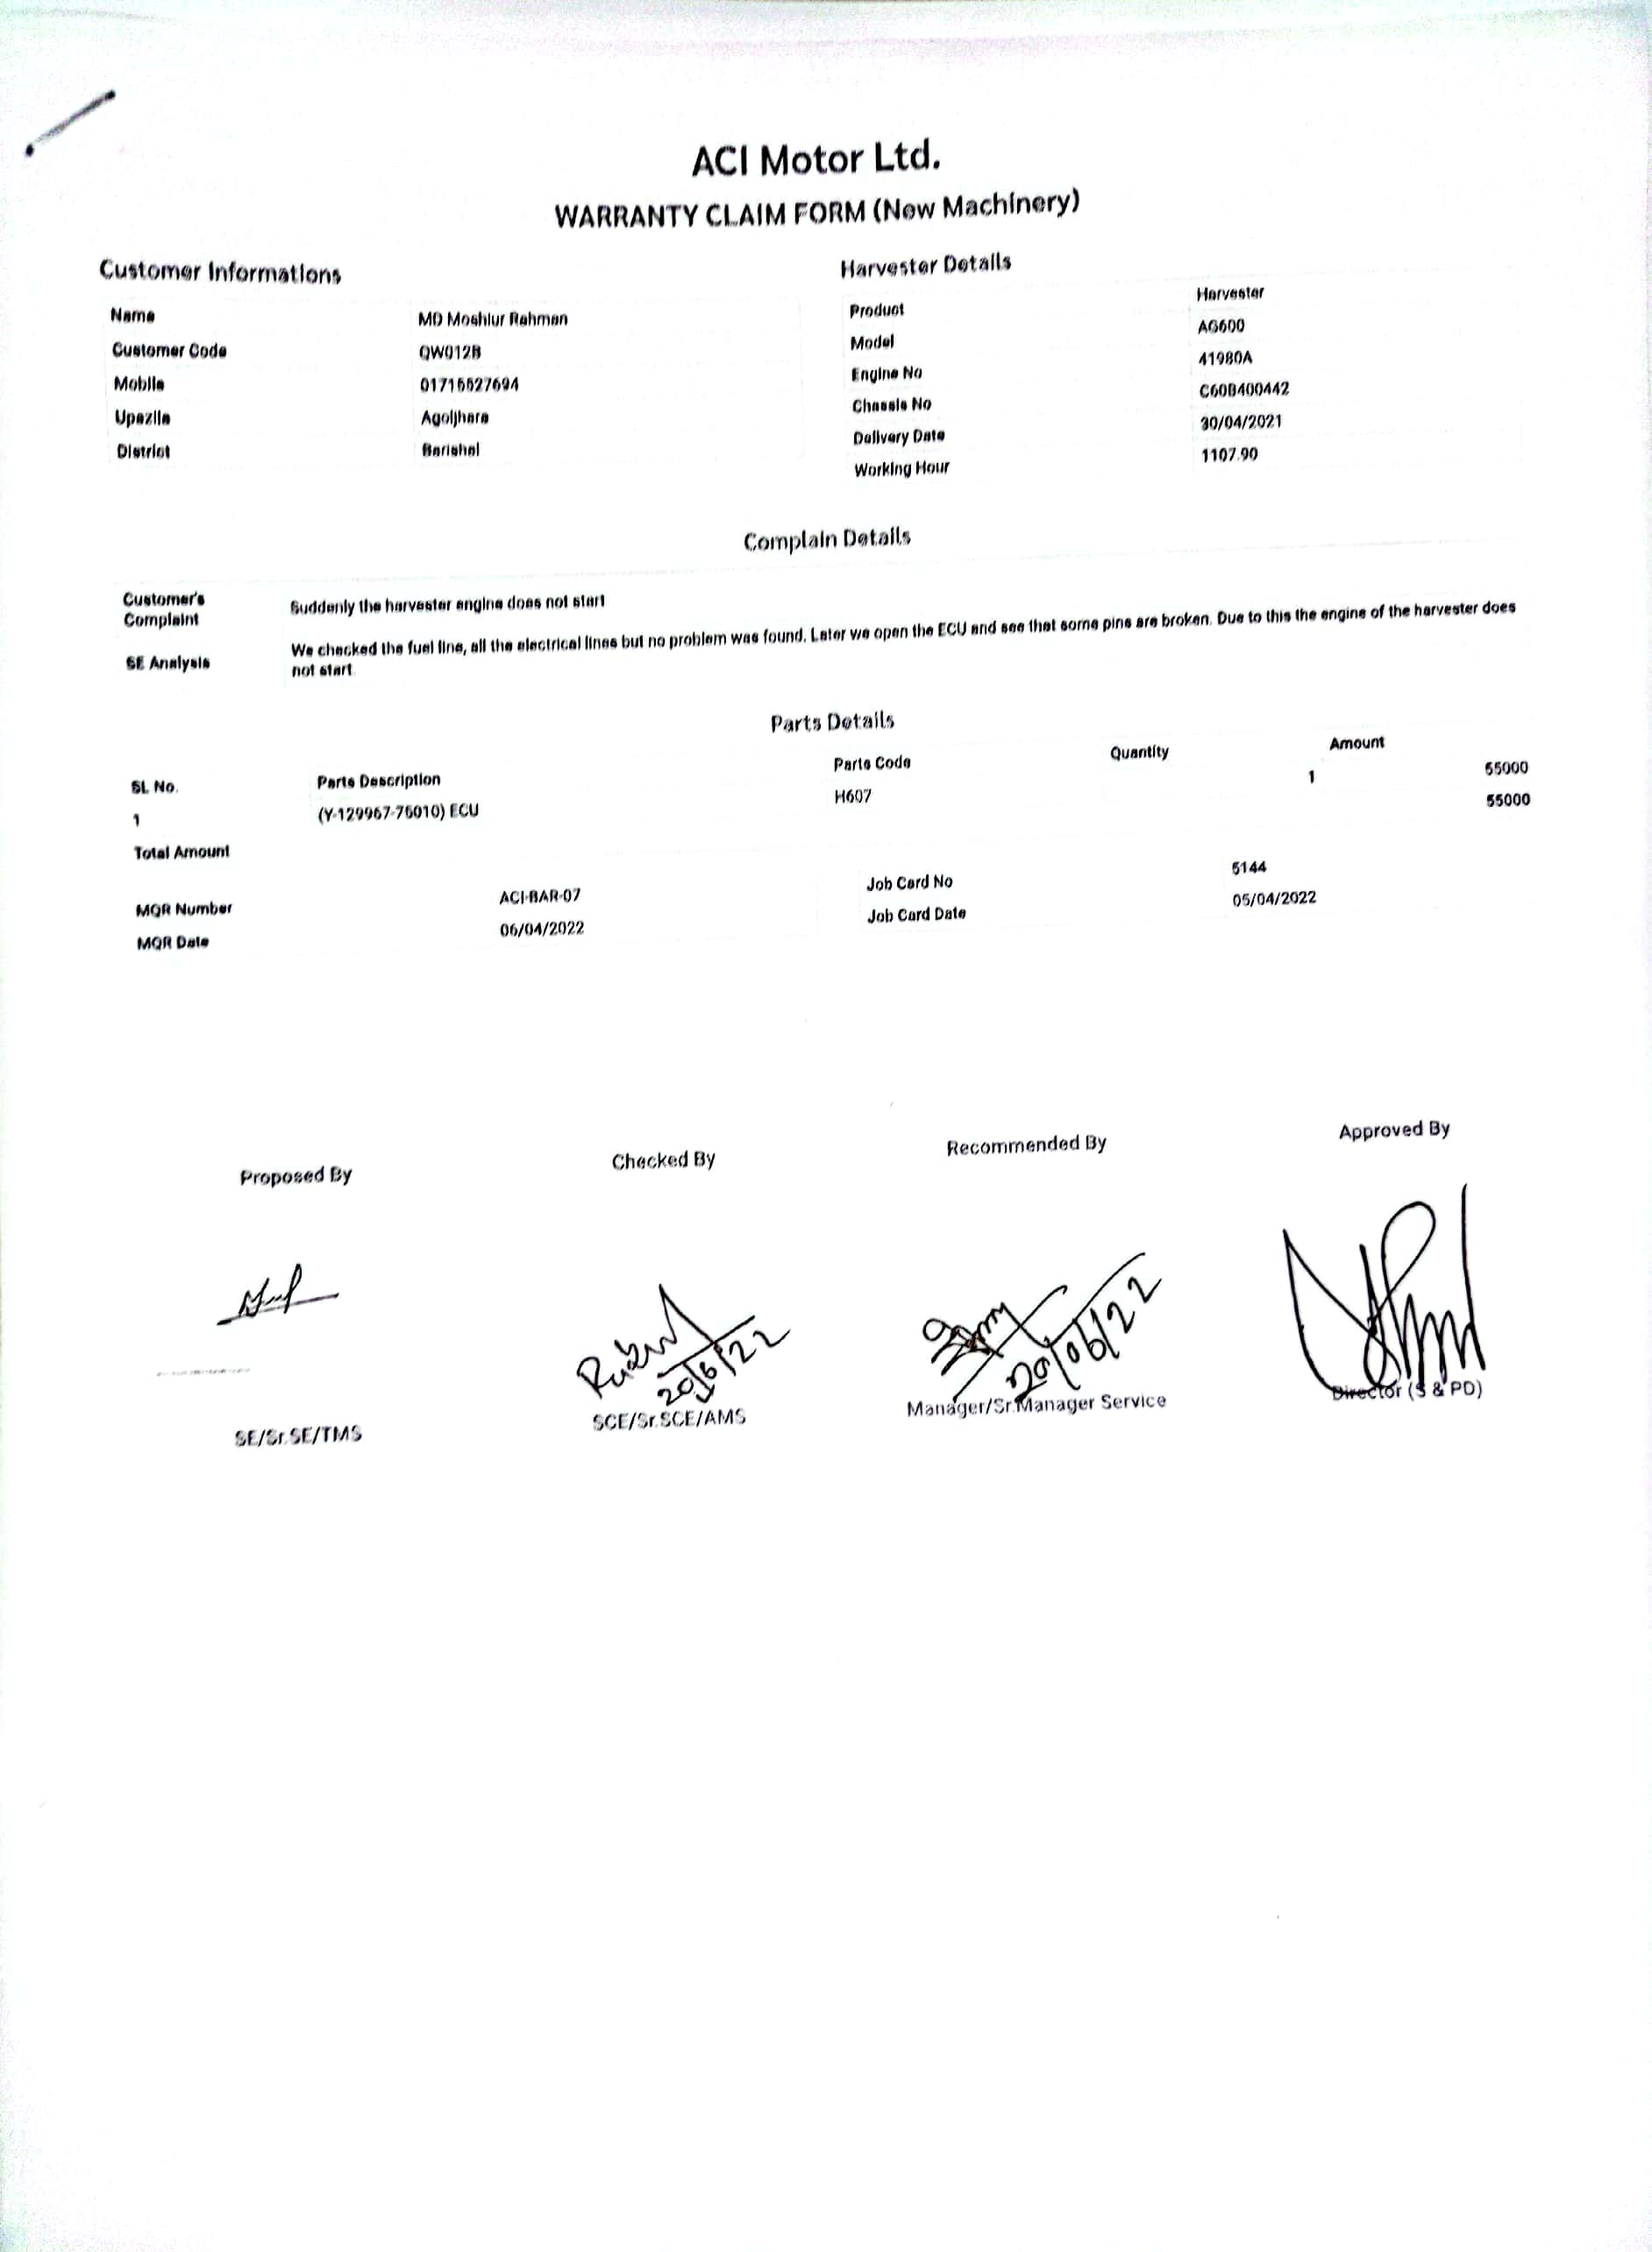 ACI Motor Ltd.
WARRANTY CLAIM FORM (New Machinery)
Customer Informations
Name MD Moshiur Rahman
Customer Code QW012B
Mobile 01716527694
Upazila Agoljhara
District Barishal
Harvester Details
Product Harvester
Model AG600
Engine No 41980A
Chassis No C60B400442
Delivery Date 30/04/2021
Working Hour 1107.90
Complain Details
Customer's Complaint Suddenly the harvester engine does not start
SE Analysis We checked the fuel line, all the electrical lines but no problem was found. Later we open the ECU and see that some pins are broken. Due to this the engine of the harvester does
not start
Parts Details
SL No. Parts Description Parts Code Quantity Amount
1 (Y-129967-75010) ECU H607 1 55000
Total Amount 55000
MQR Number ACI-BAR-07
MQR Date 06/04/2022
Job Card No 5144
Job Card Date 05/04/2022
Proposed By Checked By Recommended By Approved By
20/6/22
20/06/22
SE/Sr.SE/TMS SCE/Sr.SCE/AMS Manager/Sr.Manager Service Director (S & PD)